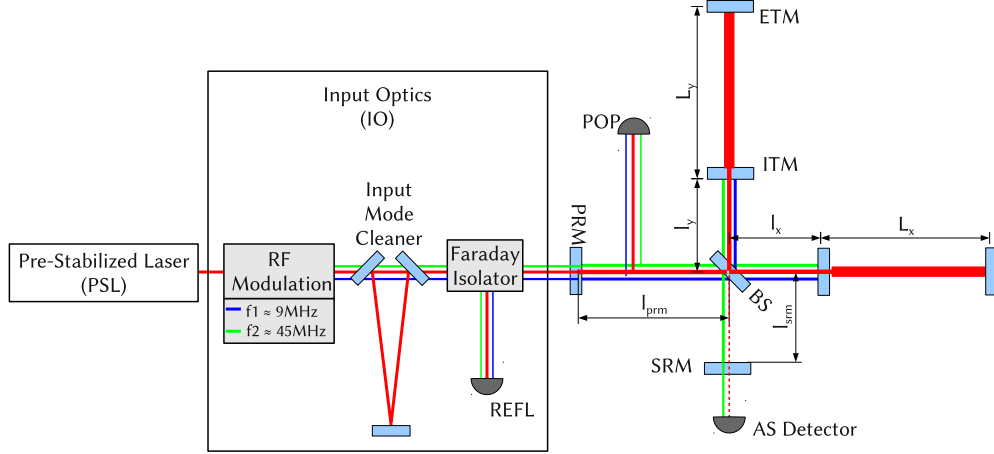 ETM
L_y
Input Optics
(IO)
POP
ITM
Input
Mode
Cleaner
PRM
l_y
l_x
L_x
Pre-Stabilized Laser
(PSL)
RF
Modulation
Faraday
Isolator
f1 ≈ 9MHz
f2 ≈ 45MHz
BS
l_prm
l_srm
SRM
REFL
AS Detector